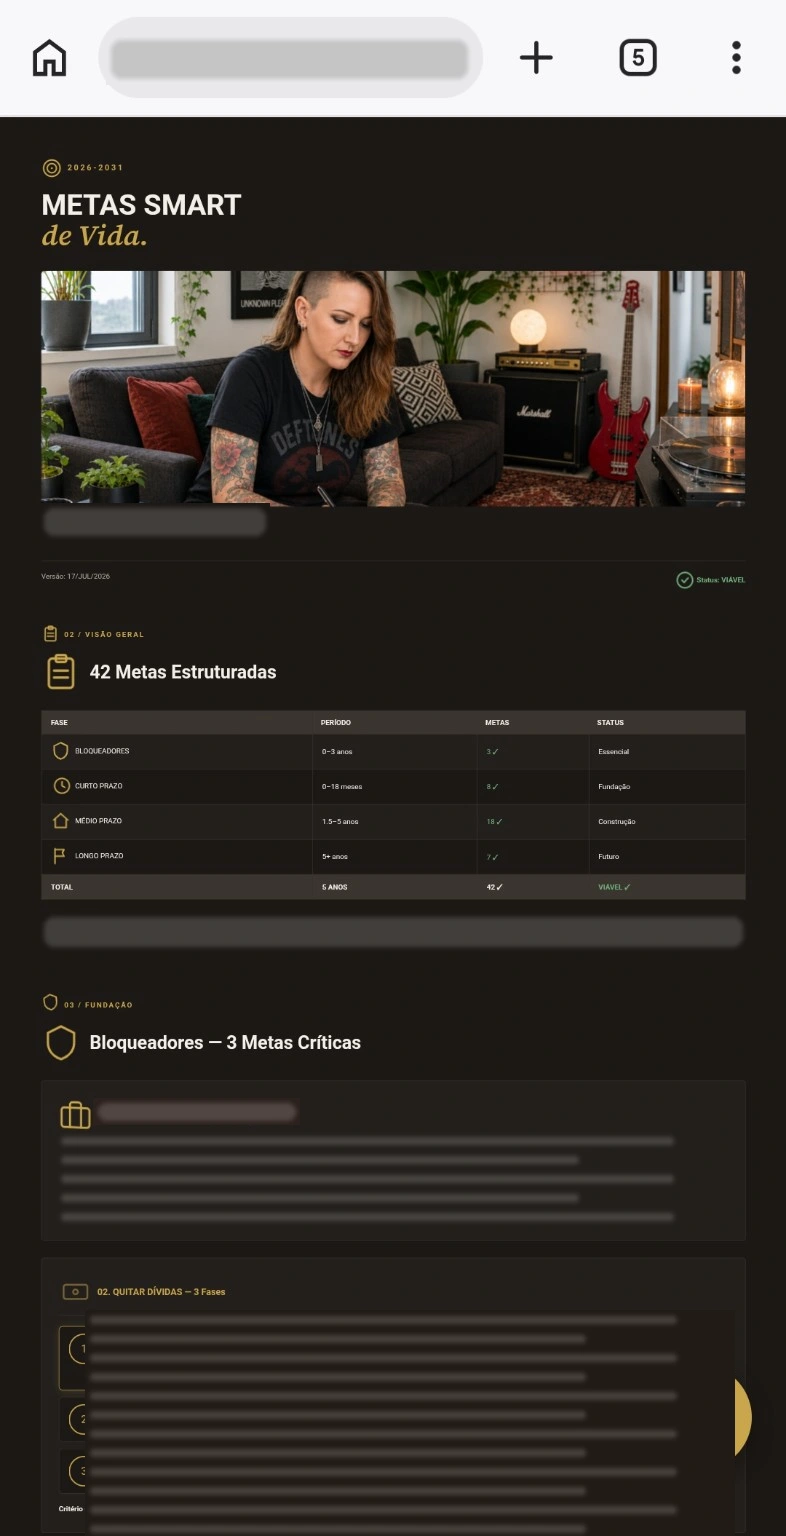 5
2026-2031
METAS SMART
de Vida.
UNKNOWN PLEA
Marshall
DEFTONES
Versão: 17/JUL/2026
Status: VIÁVEL
02 / VISÃO GERAL
42 Metas Estruturadas
FASE PERÍODO METAS STATUS
BLOQUEADORES 0–3 anos 3 ✓ Essencial
CURTO PRAZO 0–18 meses 8 ✓ Fundação
MÉDIO PRAZO 1.5–5 anos 18 ✓ Construção
LONGO PRAZO 5+ anos 7 ✓ Futuro
TOTAL 5 ANOS 42 ✓ VIÁVEL ✓
03 / FUNDAÇÃO
Bloqueadores — 3 Metas Críticas
02. QUITAR DÍVIDAS — 3 Fases
1
2
3
Critério